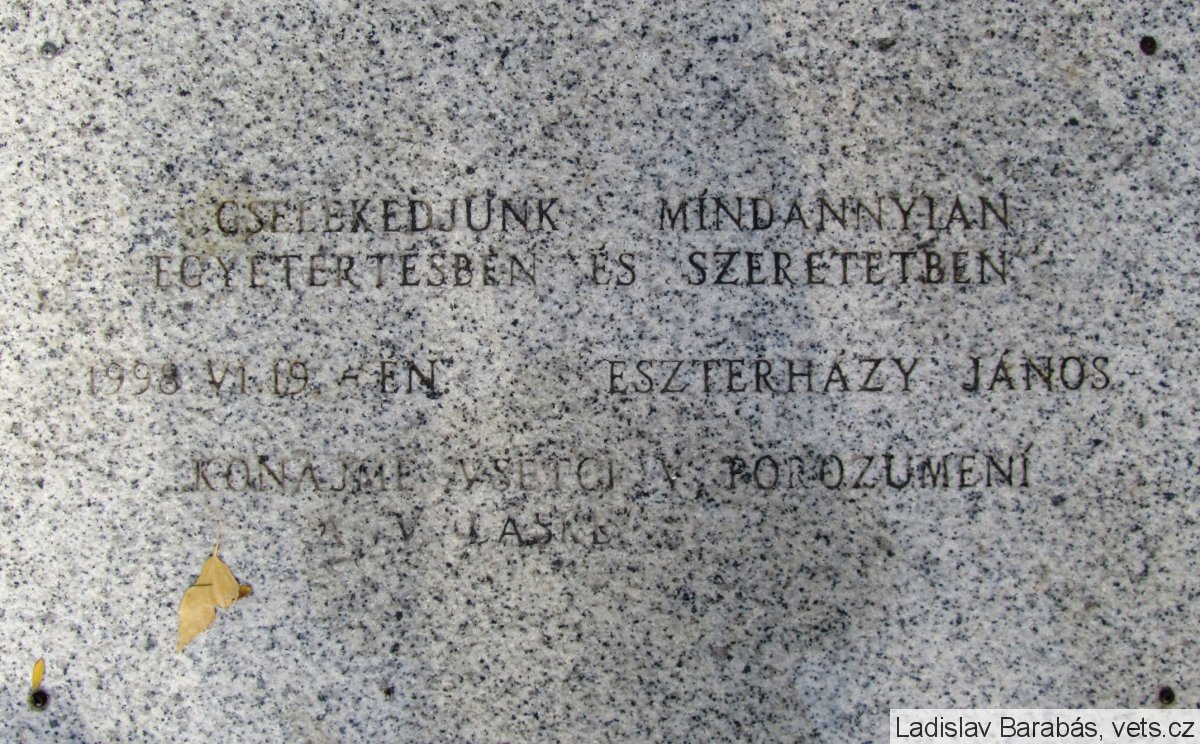 CSELEKEDJÜNK MINDANNYIAN
EGYETÉRTÉSBEN ÉS SZERETETBEN
1998 VI. 19. - ÉN ESZTERHÁZY JÁNOS
KONAJME VŠETCI V POROZUMENÍ
A V LÁSKE
Ladislav Barabás, vets.cz